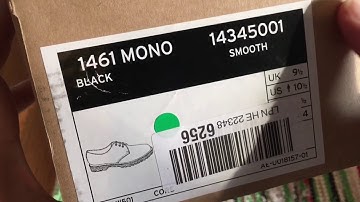 1461 MONO 14345001
BLACK SMOOTH
UK 9½
US 10½
4
LPN HE 22348
6256